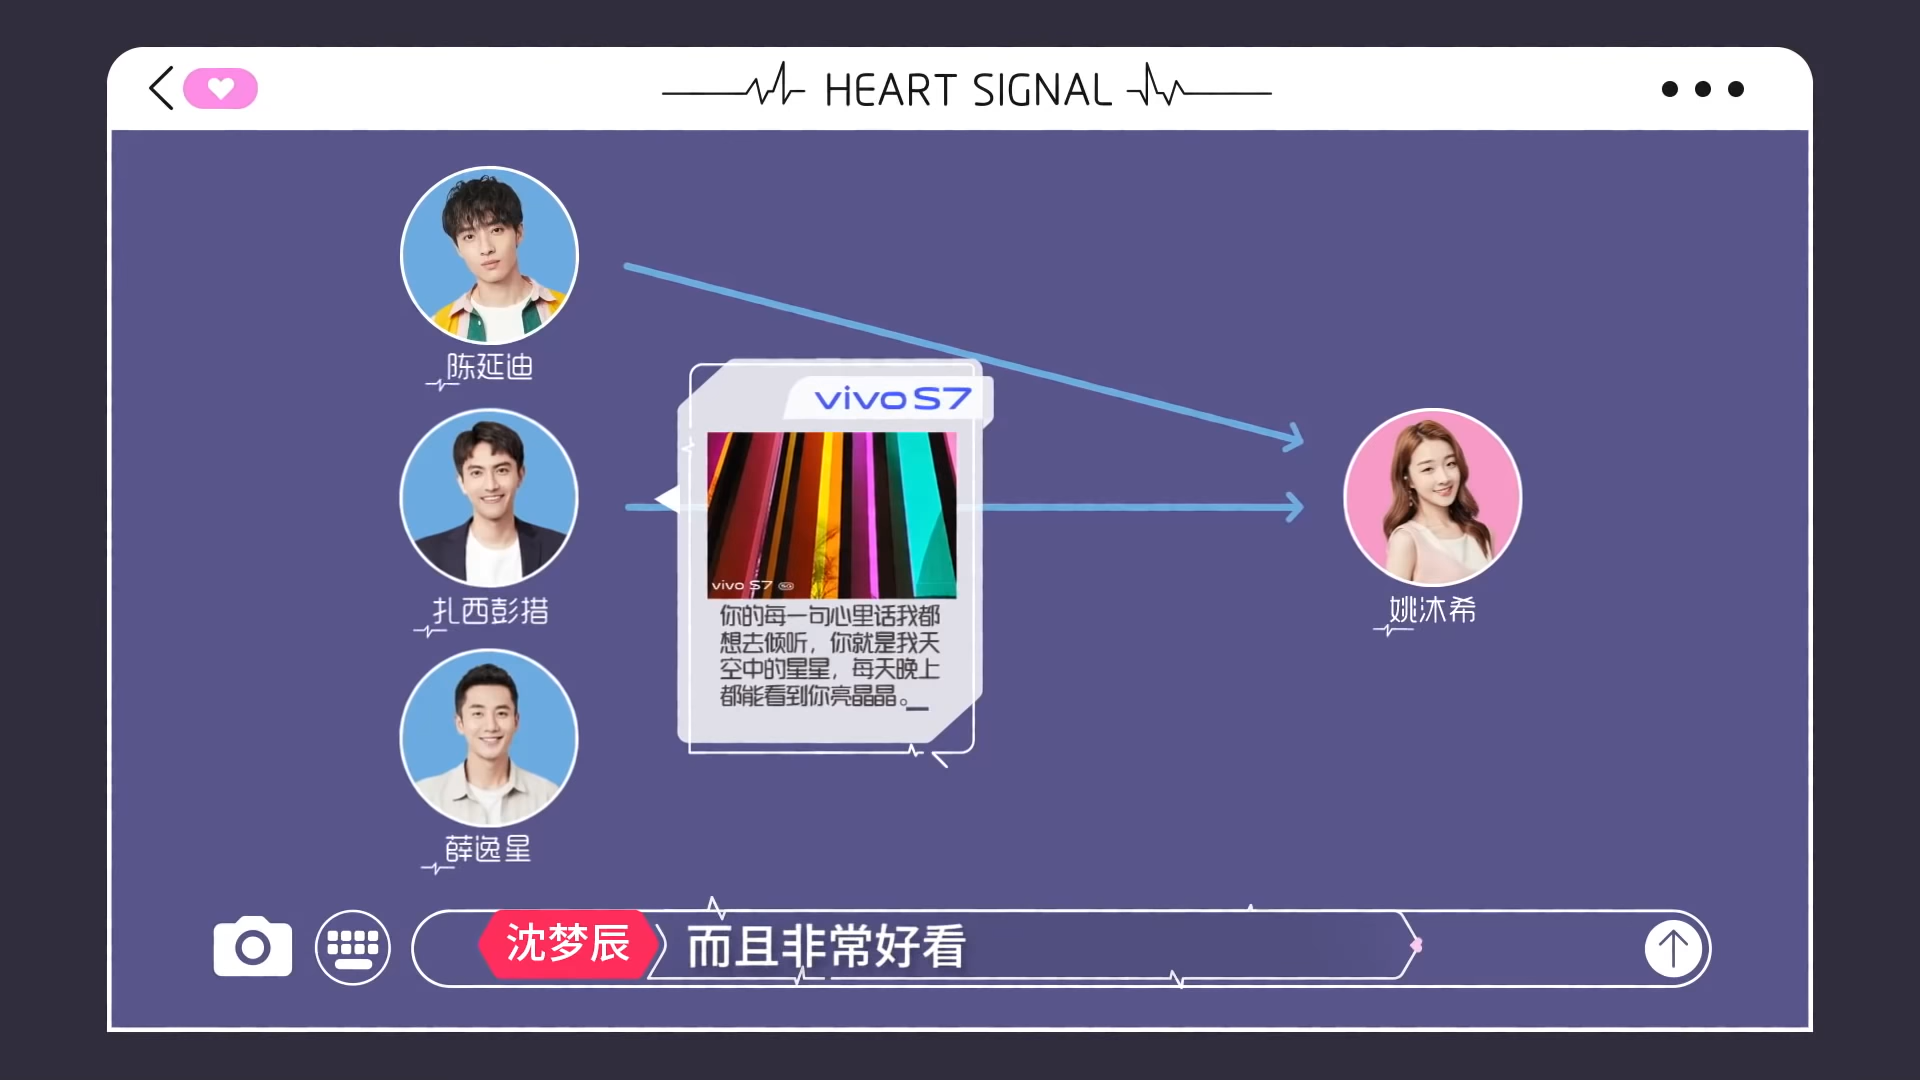 HEART SIGNAL
陈延迪
vivo S7
扎西彭措
vivo S7 5G
你的每一句心里话我都
想去倾听，你就是我天
空中的星星，每天晚上
都能看到你亮晶晶。
姚沐希
薛逸星
沈梦辰 而且非常好看